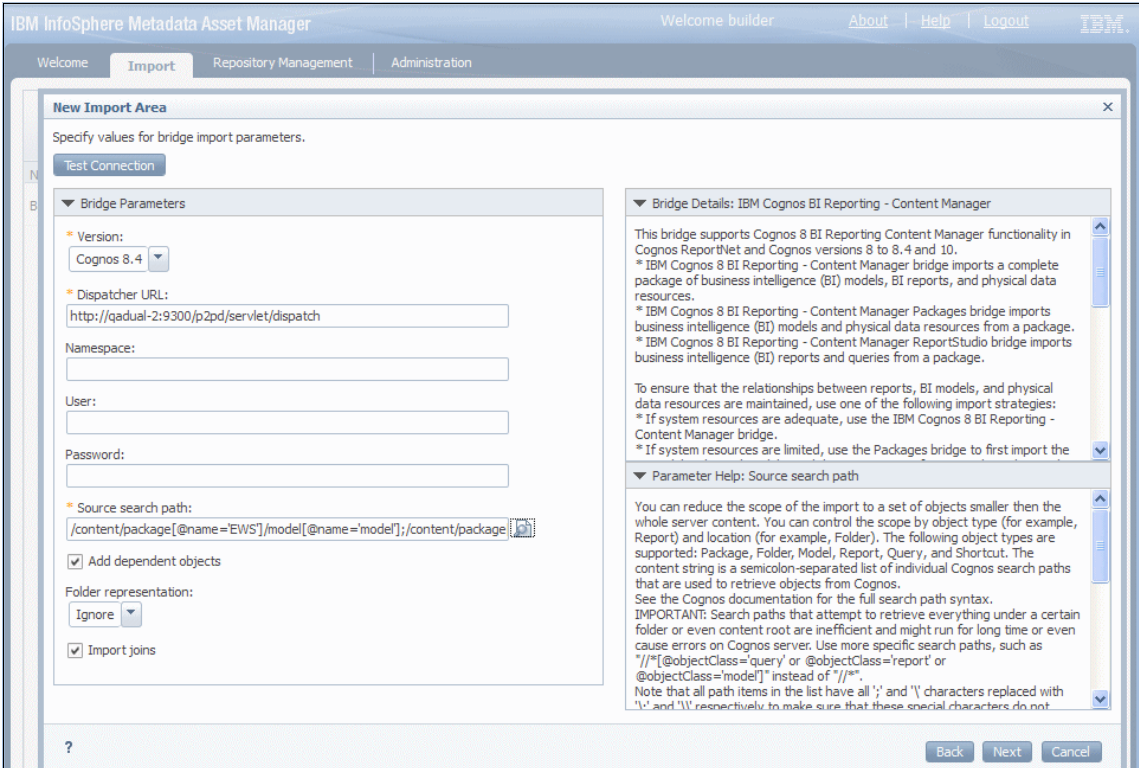 IBM InfoSphere Metadata Asset Manager
Welcome builder
About | Help | Logout
IBM.
Welcome
Import
Repository Management
Administration
New Import Area
×
Specify values for bridge import parameters.
Test Connection
N
B
Bridge Parameters
* Version:
Cognos 8.4
* Dispatcher URL:
http://qadual-2:9300/p2pd/servlet/dispatch
Namespace:
User:
Password:
* Source search path:
/content/package[@name='EWS']/model[@name='model'];/content/package
Add dependent objects
Folder representation:
Ignore
Import joins
Bridge Details: IBM Cognos BI Reporting - Content Manager
This bridge supports Cognos 8 BI Reporting Content Manager functionality in
Cognos ReportNet and Cognos versions 8 to 8.4 and 10.
* IBM Cognos 8 BI Reporting - Content Manager bridge imports a complete
package of business intelligence (BI) models, BI reports, and physical data
resources.
* IBM Cognos 8 BI Reporting - Content Manager Packages bridge imports
business intelligence (BI) models and physical data resources from a package.
* IBM Cognos 8 BI Reporting - Content Manager ReportStudio bridge imports
business intelligence (BI) reports and queries from a package.
To ensure that the relationships between reports, BI models, and physical
data resources are maintained, use one of the following import strategies:
* If system resources are adequate, use the IBM Cognos 8 BI Reporting -
Content Manager bridge.
* If system resources are limited, use the Packages bridge to first import the
Parameter Help: Source search path
You can reduce the scope of the import to a set of objects smaller then the
whole server content. You can control the scope by object type (for example,
Report) and location (for example, Folder). The following object types are
supported: Package, Folder, Model, Report, Query, and Shortcut. The
content string is a semicolon-separated list of individual Cognos search paths
that are used to retrieve objects from Cognos.
See the Cognos documentation for the full search path syntax.
IMPORTANT: Search paths that attempt to retrieve everything under a certain
folder or even content root are inefficient and might run for long time or even
cause errors on Cognos server. Use more specific search paths, such as
"//*[@objectClass='query' or @objectClass='report' or
@objectClass='model']" instead of "//*".
Note that all path items in the list have all ';' and '\' characters replaced with
'\;' and '\\' respectively to make sure that these special characters do not
?
Back
Next
Cancel